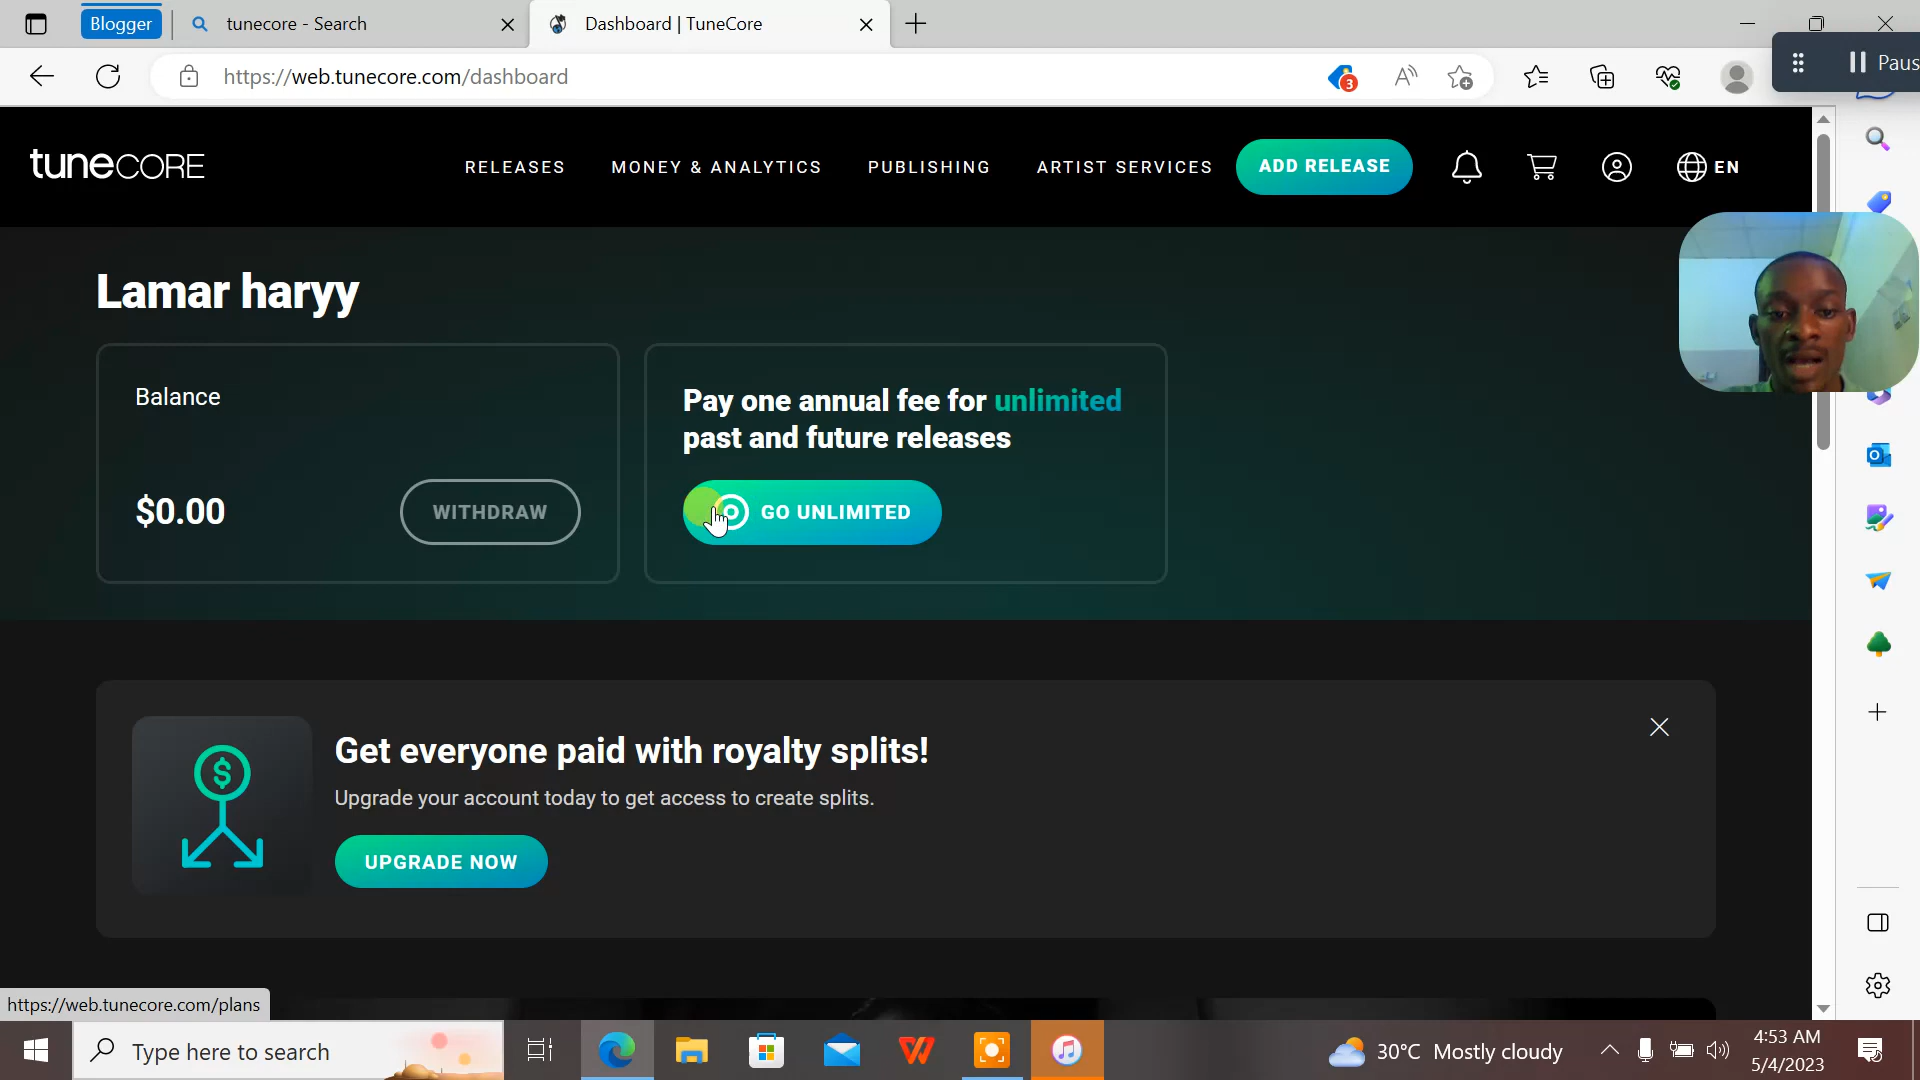 Blogger
tunecore - Search
Dashboard | TuneCore
https://web.tunecore.com/dashboard
3
Paus
tuneCORE
RELEASES
MONEY & ANALYTICS
PUBLISHING
ARTIST SERVICES
ADD RELEASE
EN
Lamar haryy
Balance
$0.00
WITHDRAW
Pay one annual fee for unlimited
past and future releases
GO UNLIMITED
Get everyone paid with royalty splits!
Upgrade your account today to get access to create splits.
UPGRADE NOW
https://web.tunecore.com/plans
Type here to search
30°C Mostly cloudy
4:53 AM
5/4/2023